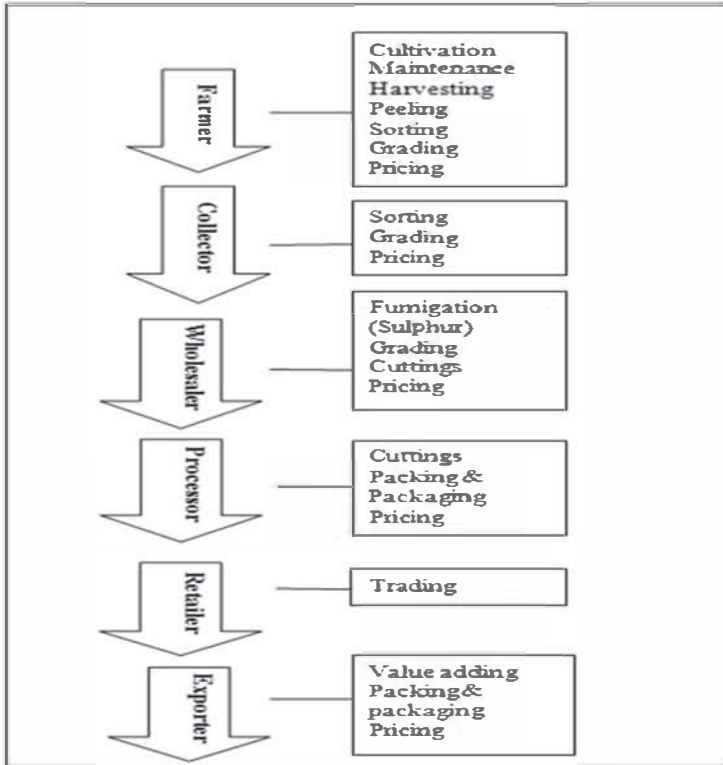 Farmer
Cultivation
Maintenance
Harvesting
Peeling
Sorting
Grading
Pricing
Collector
Sorting
Grading
Pricing
Wholesaler
Fumigation
(Sulphur)
Grading
Cuttings
Pricing
Processor
Cuttings
Packing &
Packaging
Pricing
Retailer
Trading
Exporter
Value adding
Packing &
packaging
Pricing